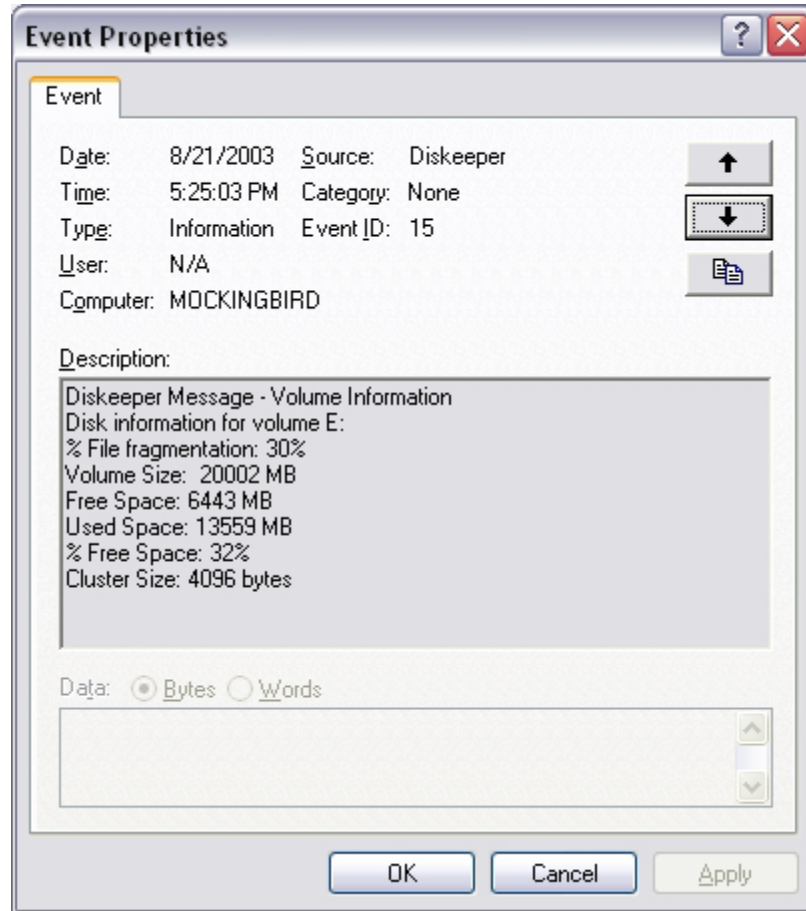 Event Properties
Event
Date: 8/21/2003 Source: Diskeeper
Time: 5:25:03 PM Category: None
Type: Information Event ID: 15
User: N/A
Computer: MOCKINGBIRD
Description:
Diskeeper Message - Volume Information
Disk information for volume E:
% File fragmentation: 30%
Volume Size:  20002 MB
Free Space: 6443 MB
Used Space: 13559 MB
% Free Space: 32%
Cluster Size: 4096 bytes
Data: Bytes Words
OK Cancel Apply